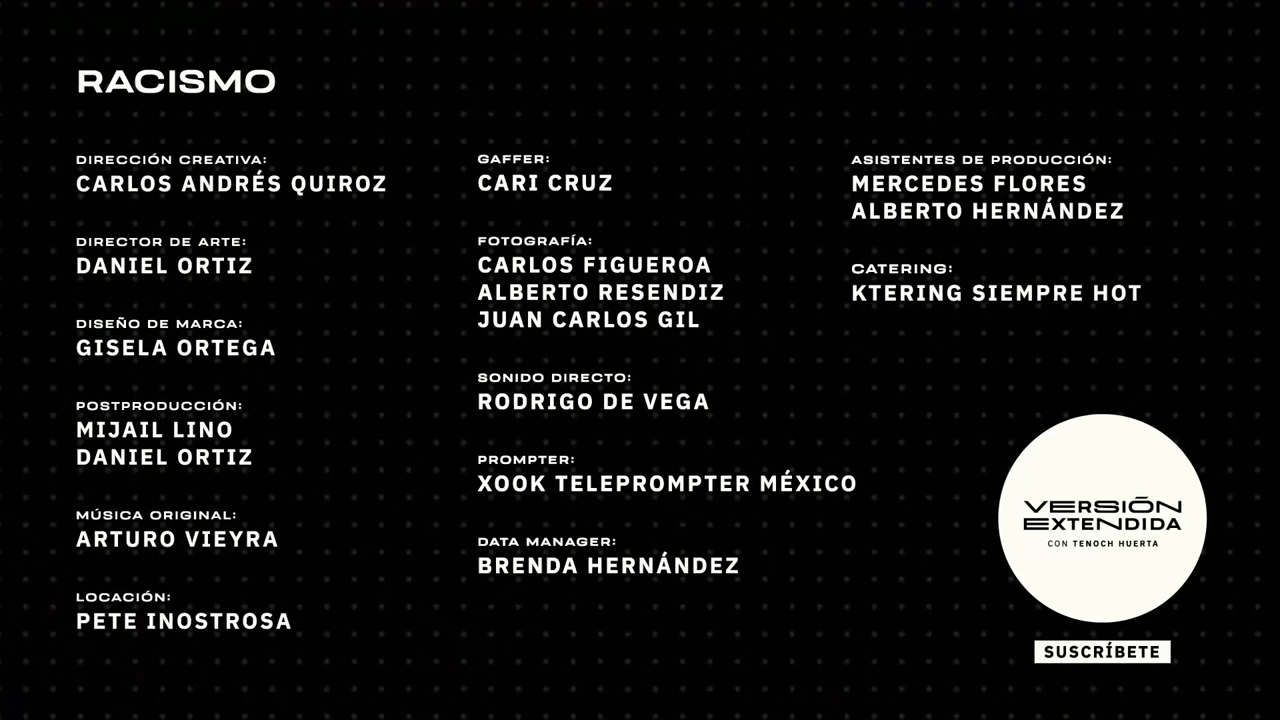 RACISMO
DIRECCIÓN CREATIVA:
CARLOS ANDRÉS QUIROZ
DIRECTOR DE ARTE:
DANIEL ORTIZ
DISEÑO DE MARCA:
GISELA ORTEGA
POSTPRODUCCIÓN:
MIJAIL LINO
DANIEL ORTIZ
MÚSICA ORIGINAL:
ARTURO VIEYRA
LOCACIÓN:
PETE INOSTROSA
GAFFER:
CARI CRUZ
FOTOGRAFÍA:
CARLOS FIGUEROA
ALBERTO RESENDIZ
JUAN CARLOS GIL
SONIDO DIRECTO:
RODRIGO DE VEGA
PROMPTER:
XOOK TELEPROMPTER MÉXICO
DATA MANAGER:
BRENDA HERNÁNDEZ
ASISTENTES DE PRODUCCIÓN:
MERCEDES FLORES
ALBERTO HERNÁNDEZ
CATERING:
KTERING SIEMPRE HOT
VERSIÓN
EXTENDIDA
CON TENOCH HUERTA
SUSCRÍBETE